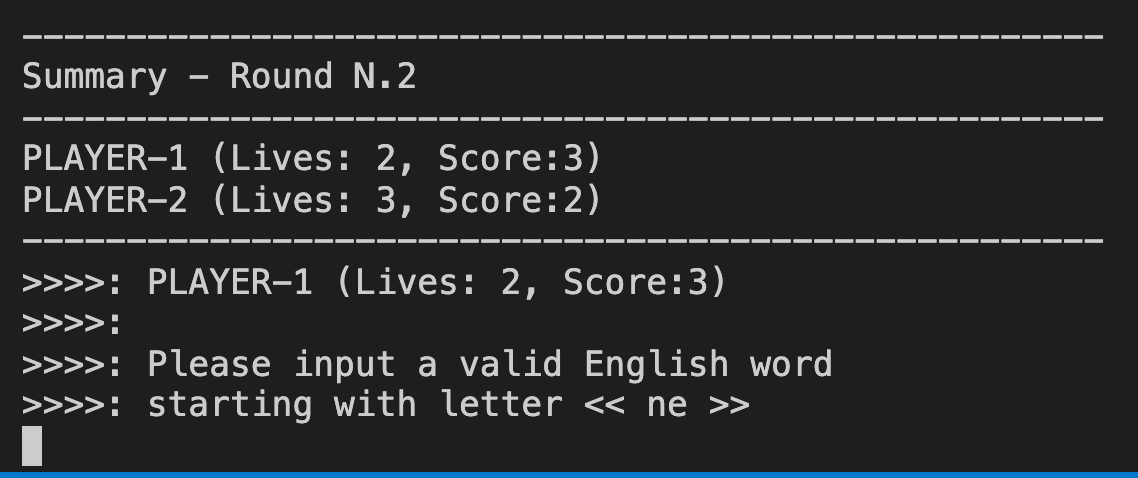 -----------------------------------------------------
Summary - Round N.2
-----------------------------------------------------
PLAYER-1 (Lives: 2, Score:3)
PLAYER-2 (Lives: 3, Score:2)
-----------------------------------------------------
>>>>: PLAYER-1 (Lives: 2, Score:3)
>>>>:
>>>>: Please input a valid English word
>>>>: starting with letter << ne >>